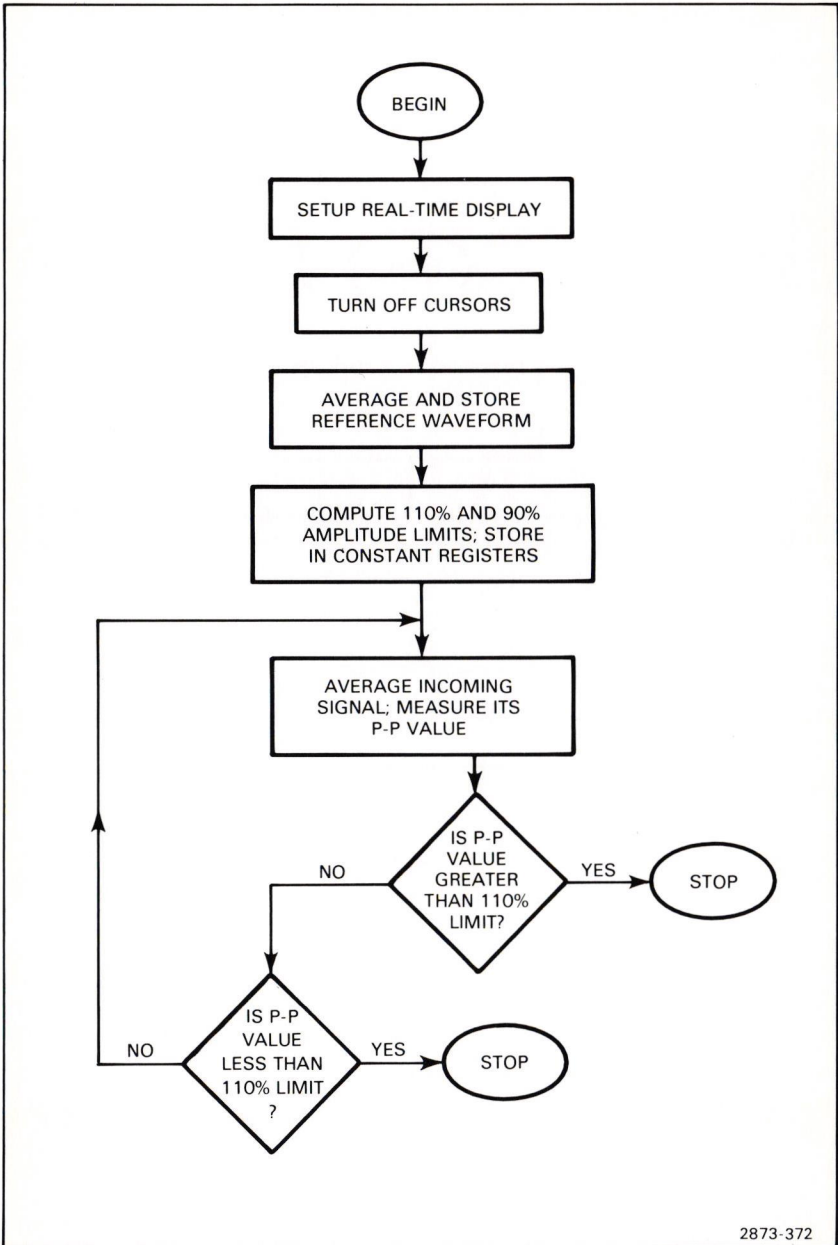 BEGIN
SETUP REAL-TIME DISPLAY
TURN OFF CURSORS
AVERAGE AND STORE
REFERENCE WAVEFORM
COMPUTE 110% AND 90%
AMPLITUDE LIMITS; STORE
IN CONSTANT REGISTERS
AVERAGE INCOMING
SIGNAL; MEASURE ITS
P-P VALUE
IS P-P
VALUE
GREATER
THAN 110%
LIMIT?
NO
YES
STOP
IS P-P
VALUE
LESS THAN
110% LIMIT
?
NO
YES
STOP
2873-372